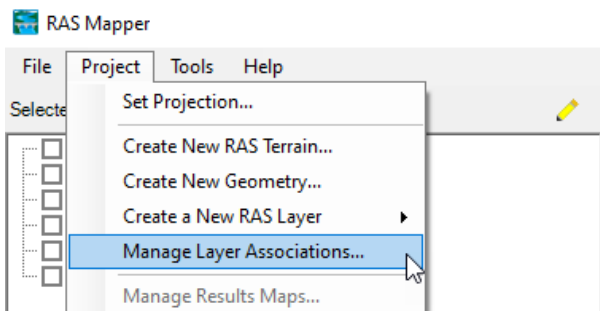 RAS Mapper
File Project Tools Help
Selecte
Set Projection...
Create New RAS Terrain...
Create New Geometry...
Create a New RAS Layer
Manage Layer Associations...
Manage Results Maps...